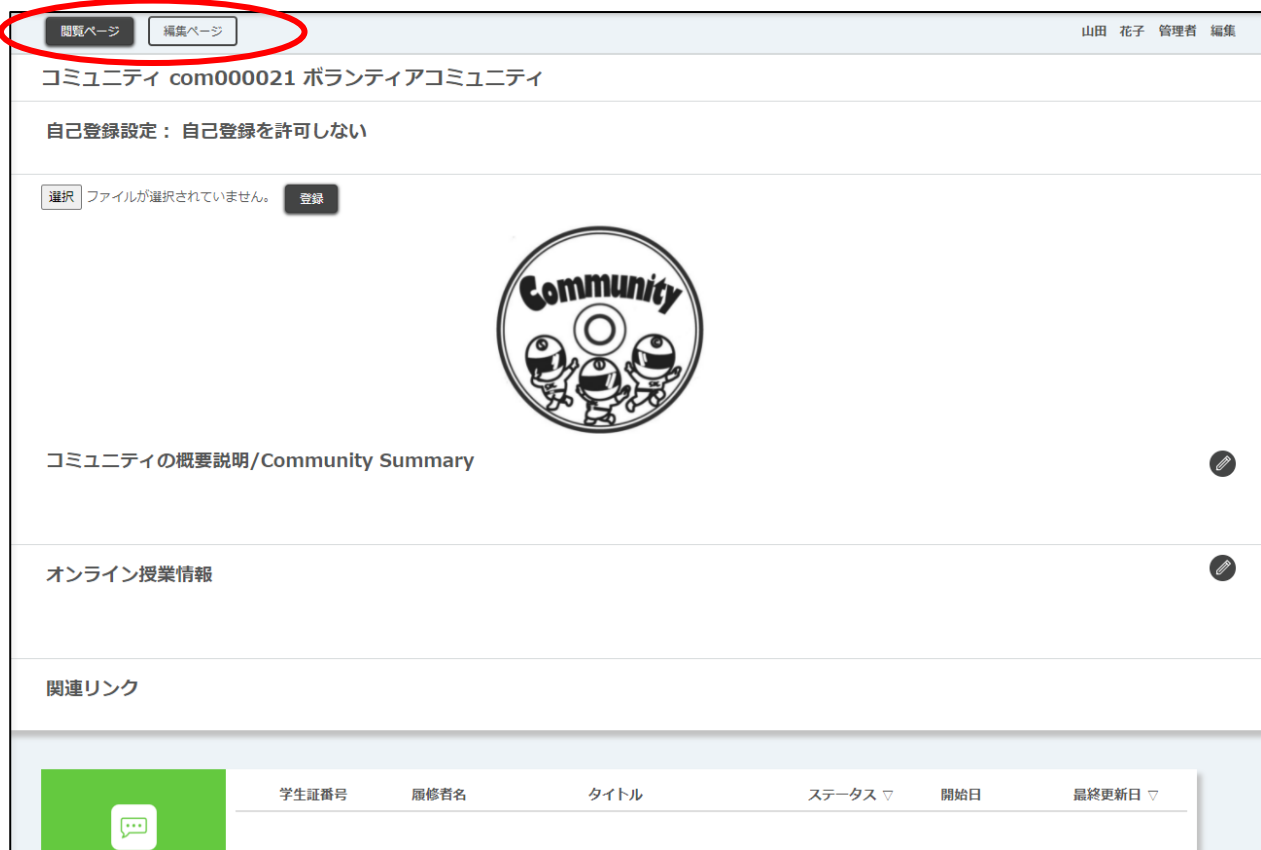 閲覧ページ 編集ページ 山田 花子 管理者 編集
コミュニティ com000021 ボランティアコミュニティ
自己登録設定： 自己登録を許可しない
選択 ファイルが選択されていません。 登録
Community
コミュニティの概要説明/Community Summary
オンライン授業情報
関連リンク
学生証番号 履修者名 タイトル ステータス ▽ 開始日 最終更新日 ▽